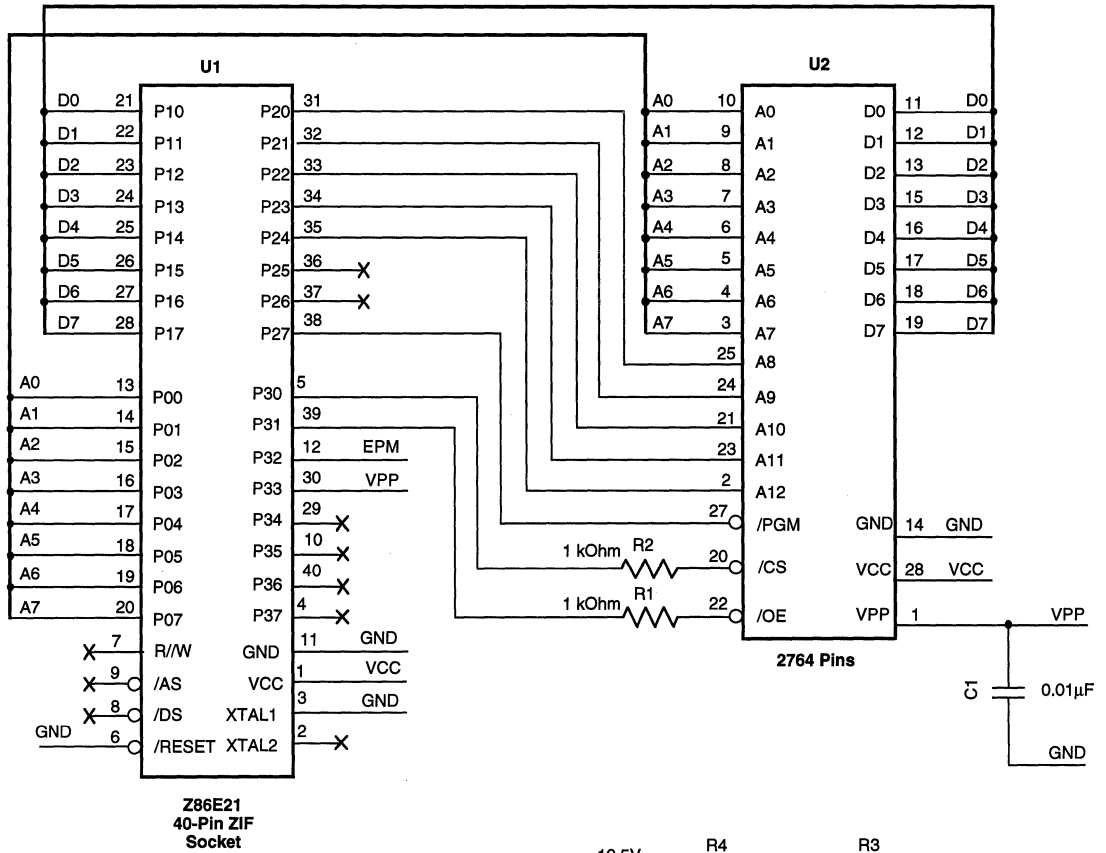 U1
U2
D0 21 P10 P20 31 A0 10 A0 D0 11 D0
D1 22 P11 P21 32 A1 9 A1 D1 12 D1
D2 23 P12 P22 33 A2 8 A2 D2 13 D2
D3 24 P13 P23 34 A3 7 A3 D3 15 D3
D4 25 P14 P24 35 A4 6 A4 D4 16 D4
D5 26 P15 P25 36 A5 5 A5 D5 17 D5
D6 27 P16 P26 37 A6 4 A6 D6 18 D6
D7 28 P17 P27 38 A7 3 A7 D7 19 D7
25 A8
A0 13 P00 P30 5 24 A9
A1 14 P01 P31 39 21 A10
A2 15 P02 P32 12 EPM 23 A11
A3 16 P03 P33 30 VPP 2 A12
A4 17 P04 P34 29 27 /PGM GND 14 GND
A5 18 P05 P35 10 1 kOhm R2 20 /CS VCC 28 VCC
A6 19 P06 P36 40
A7 20 P07 P37 4 1 kOhm R1 22 /OE VPP 1 VPP
7 R//W GND 11 GND
2764 Pins
9 /AS VCC 1 VCC
8 /DS XTAL1 3 GND
C1 0.01µF
GND 6 /RESET XTAL2 2
GND
Z86E21
40-Pin ZIF
Socket
R4 R3